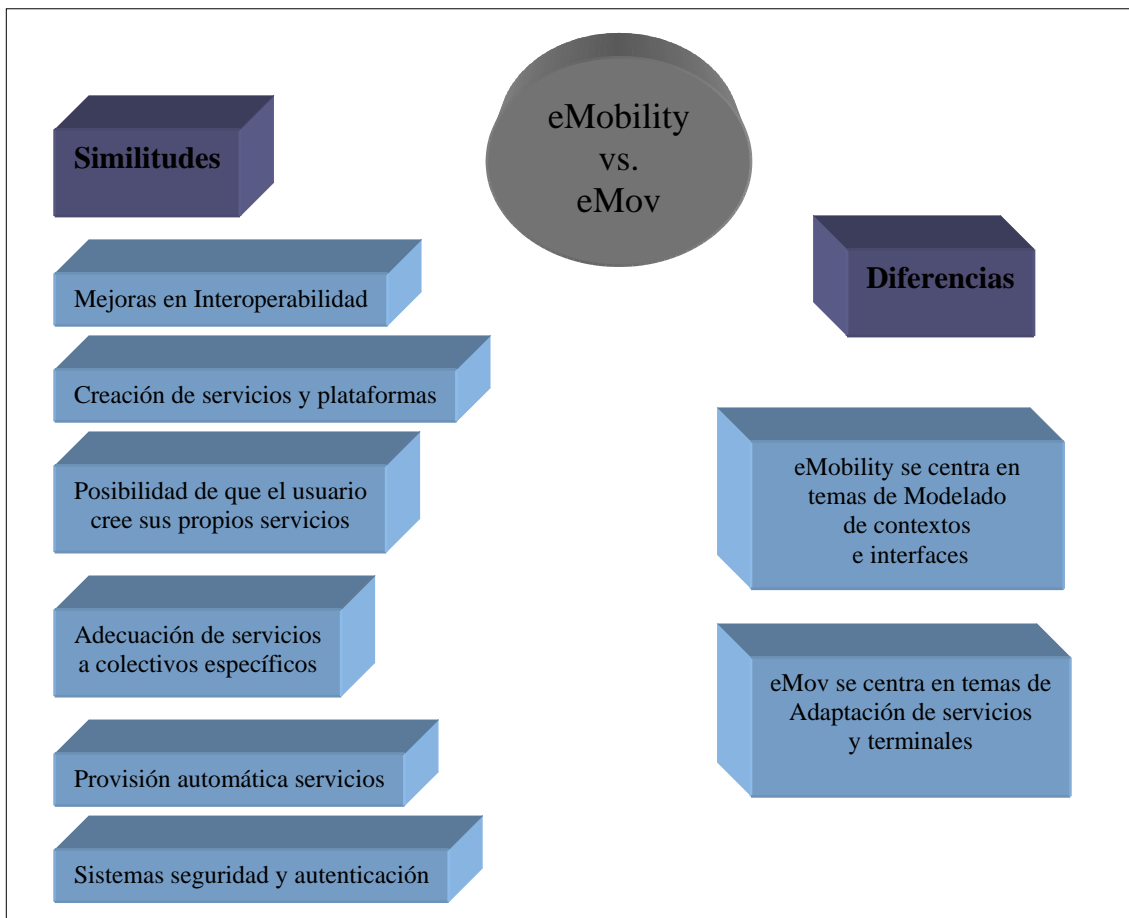 eMobility
vs.
eMov
Similitudes
Mejoras en Interoperabilidad
Creación de servicios y plataformas
Posibilidad de que el usuario
cree sus propios servicios
Adecuación de servicios
a colectivos específicos
Provisión automática servicios
Sistemas seguridad y autenticación
Diferencias
eMobility se centra en
temas de Modelado
de contextos
e interfaces
eMov se centra en temas de
Adaptación de servicios
y terminales